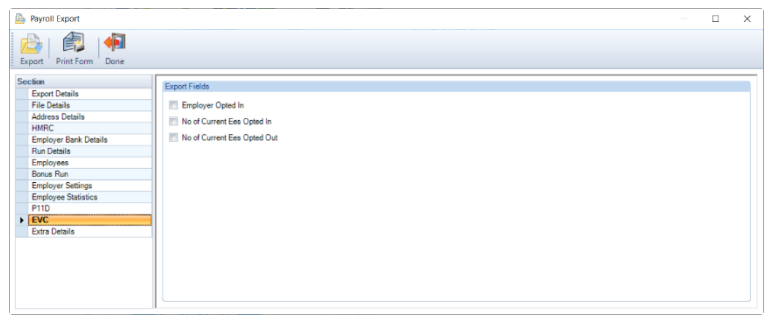 Payroll Export
Export Print Form Done
Section
Export Details
File Details
Address Details
HMRC
Employer Bank Details
Run Details
Employees
Bonus Run
Employer Settings
Employee Statistics
P11D
EVC
Extra Details
Export Fields
Employer Opted In
No of Current Ees Opted In
No of Current Ees Opted Out